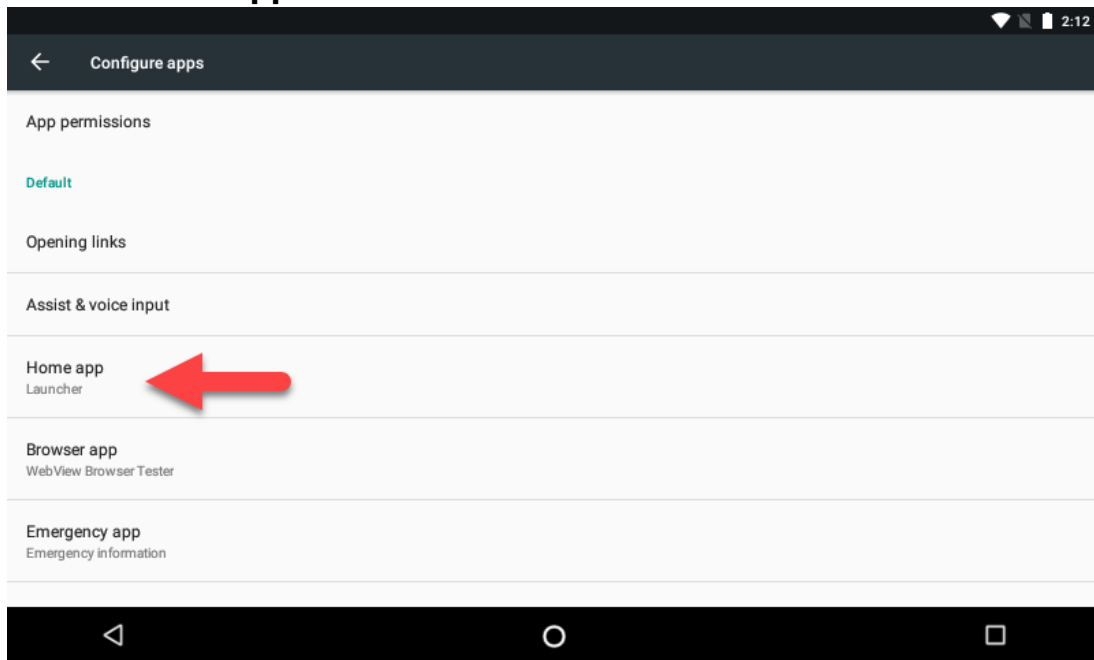 2:12
Configure apps
App permissions
Default
Opening links
Assist & voice input
Home app
Launcher
Browser app
WebView Browser Tester
Emergency app
Emergency information